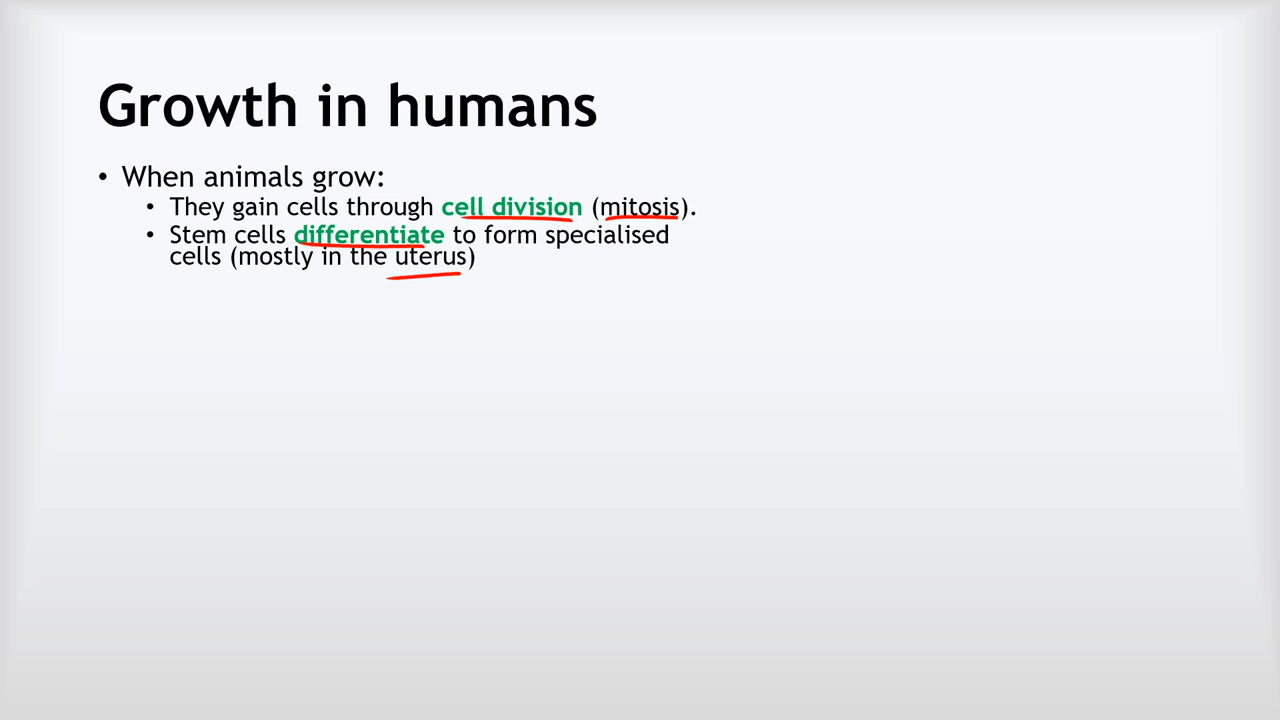 Growth in humans
• When animals grow:
• They gain cells through cell division (mitosis).
• Stem cells differentiate to form specialised
cells (mostly in the uterus)